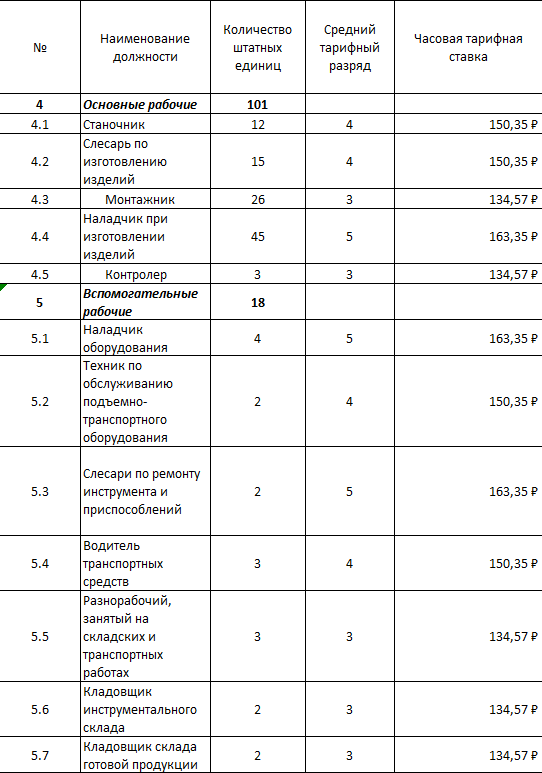 № Наименование должности Количество штатных единиц Средний тарифный разряд Часовая тарифная ставка
4 Основные рабочие 101
4.1 Станочник 12 4 150,35 ₽
4.2 Слесарь по изготовлению изделий 15 4 150,35 ₽
4.3 Монтажник 26 3 134,57 ₽
4.4 Наладчик при изготовлении изделий 45 5 163,35 ₽
4.5 Контролер 3 3 134,57 ₽
5 Вспомогательные рабочие 18
5.1 Наладчик оборудования 4 5 163,35 ₽
5.2 Техник по обслуживанию подъемно-транспортного оборудования 2 4 150,35 ₽
5.3 Слесари по ремонту инструмента и приспособлений 2 5 163,35 ₽
5.4 Водитель транспортных средств 3 4 150,35 ₽
5.5 Разнорабочий, занятый на складских и транспортных работах 3 3 134,57 ₽
5.6 Кладовщик инструментального склада 2 3 134,57 ₽
5.7 Кладовщик склада готовой продукции 2 3 134,57 ₽